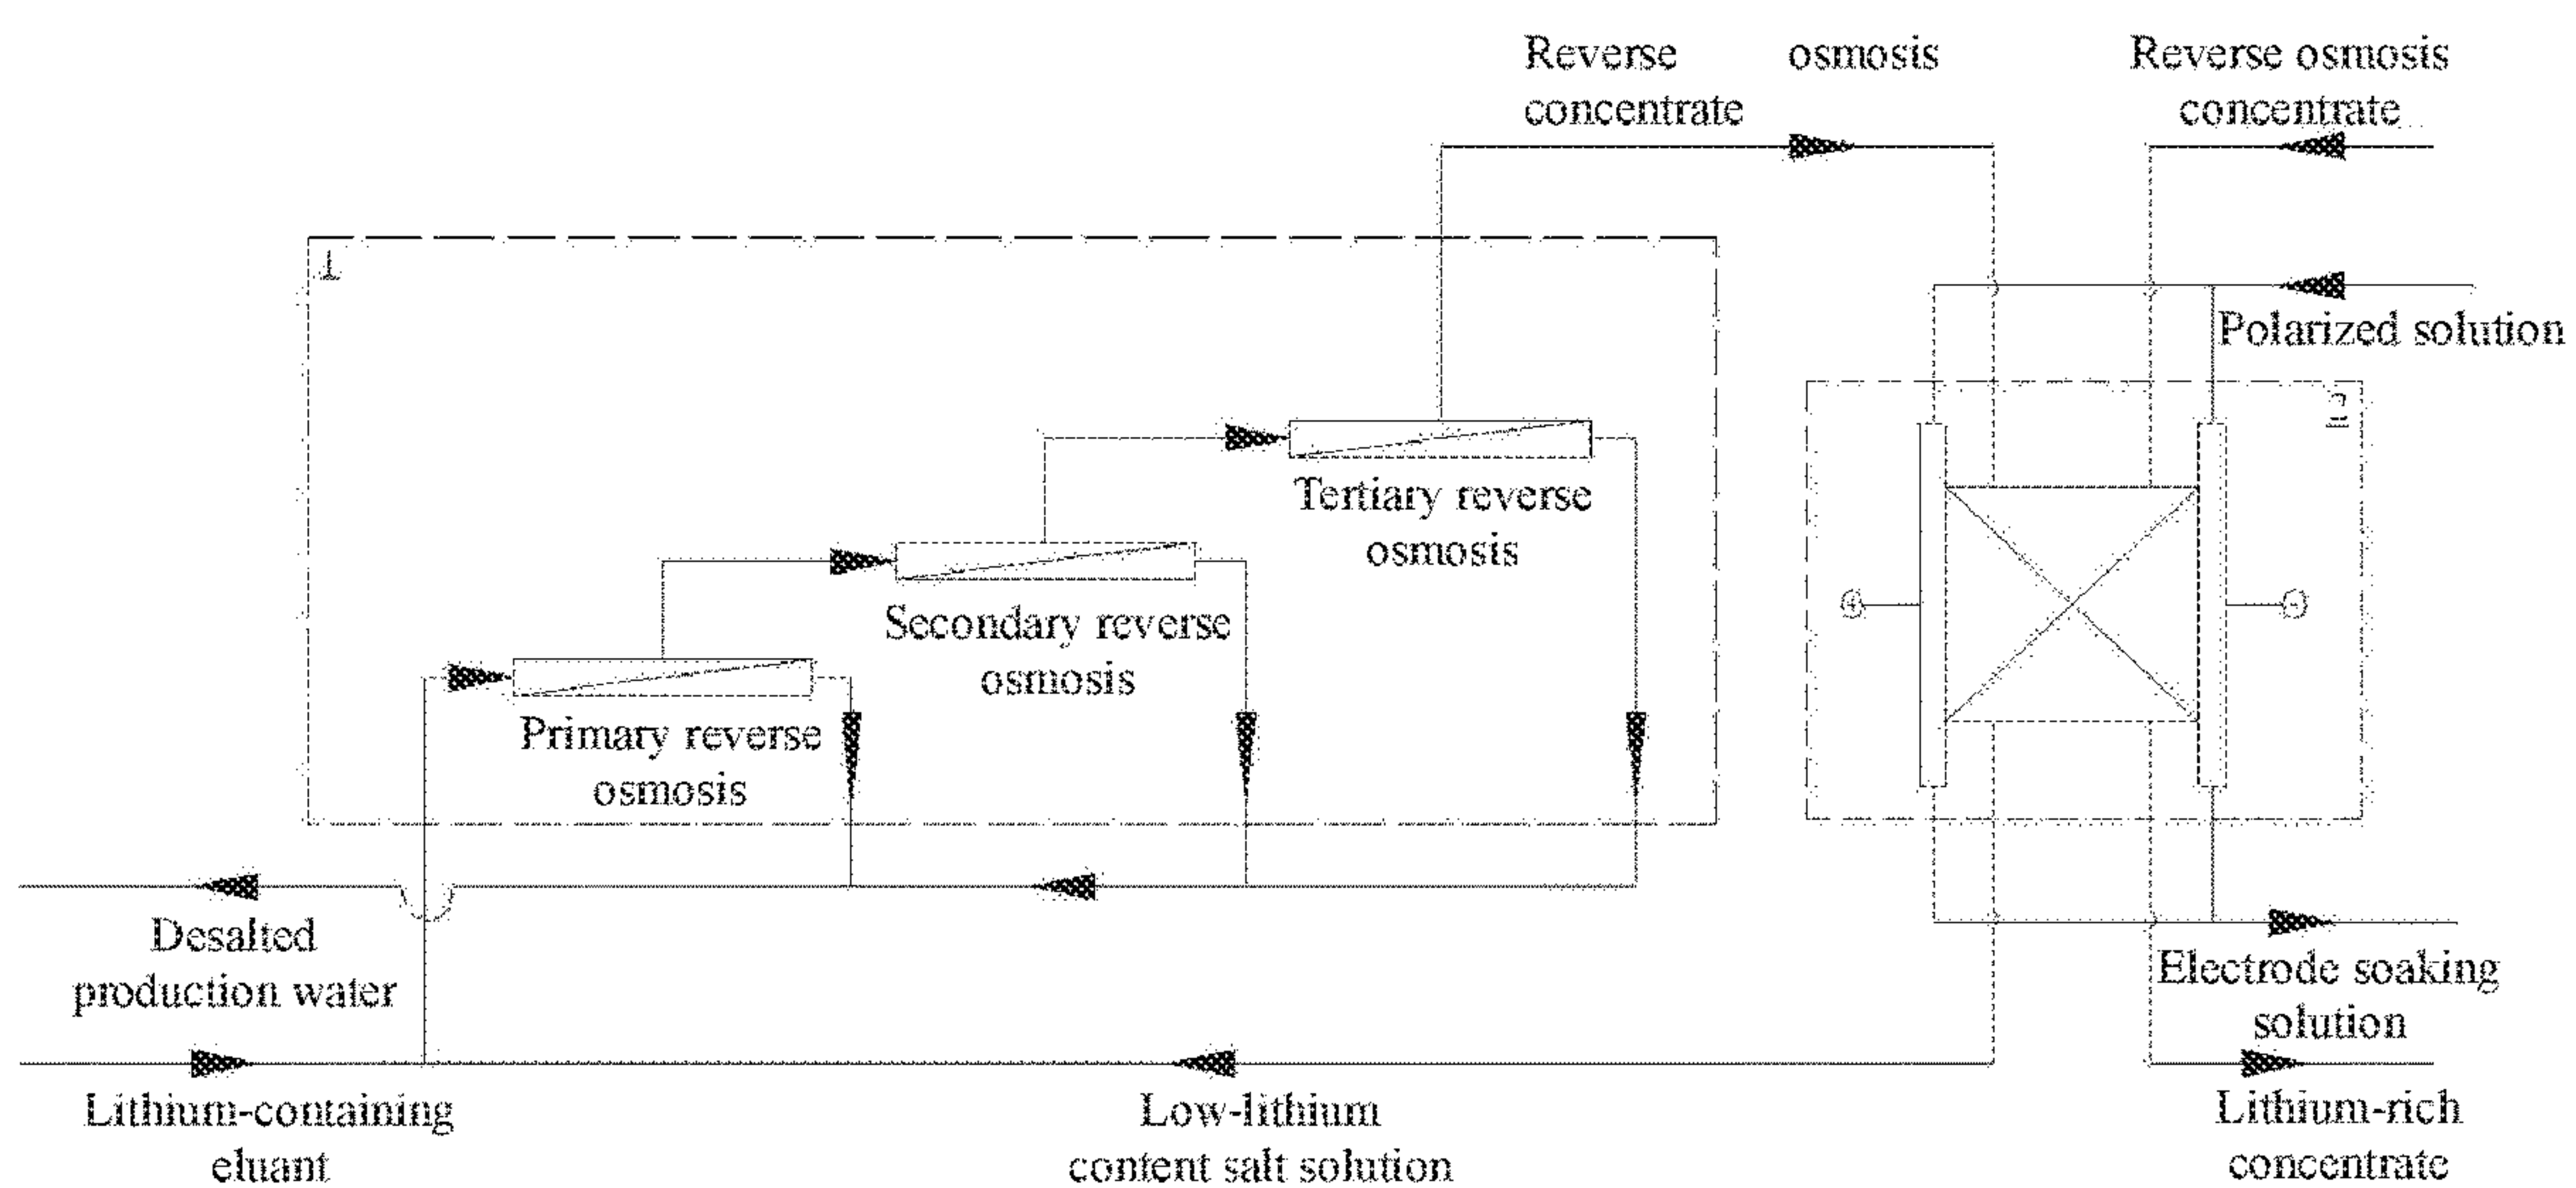 Reverse osmosis
concentrate
Reverse osmosis
concentrate
1
Polarized solution
2
Tertiary reverse
osmosis
Secondary reverse
osmosis
+
-
Primary reverse
osmosis
Desalted
production water
Electrode soaking
solution
Lithium-containing
eluant
Low-lithium
content salt solution
Lithium-rich
concentrate